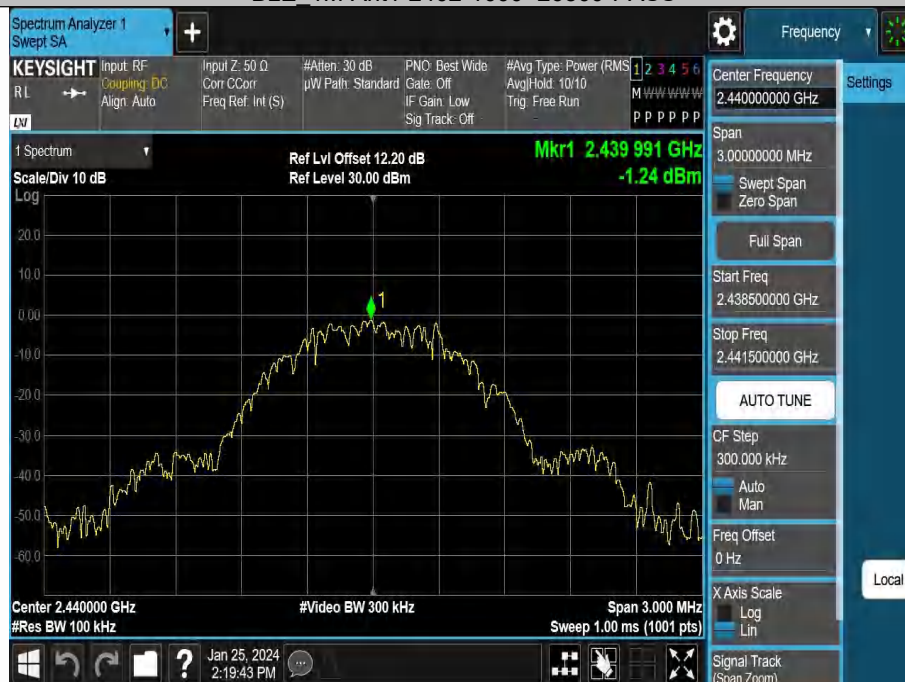 Spectrum Analyzer 1
Swept SA
+
Frequency
KEYSIGHT
RL
LXI
Input: RF
Coupling: DC
Align: Auto
Input Z: 50 Ω
Corr CCorr
Freq Ref: Int (S)
#Atten: 30 dB
µW Path: Standard
PNO: Best Wide
Gate: Off
IF Gain: Low
Sig Track: Off
#Avg Type: Power (RMS
Avg|Hold: 10/10
Trig: Free Run
1 2 3 4 5 6
M W W W W W
P P P P P P
1 Spectrum
Scale/Div 10 dB
Log
Ref Lvl Offset 12.20 dB
Ref Level 30.00 dBm
Mkr1 2.439 991 GHz
-1.24 dBm
20.0
10.0
0.00
-10.0
-20.0
-30.0
-40.0
-50.0
-60.0
1
Center 2.440000 GHz
#Res BW 100 kHz
#Video BW 300 kHz
Span 3.000 MHz
Sweep 1.00 ms (1001 pts)
?
Jan 25, 2024
2:19:43 PM
Center Frequency
2.440000000 GHz
Settings
Span
3.00000000 MHz
Swept Span
Zero Span
Full Span
Start Freq
2.438500000 GHz
Stop Freq
2.441500000 GHz
AUTO TUNE
CF Step
300.000 kHz
Auto
Man
Freq Offset
0 Hz
Local
X Axis Scale
Log
Lin
Signal Track
(Span Zoom)